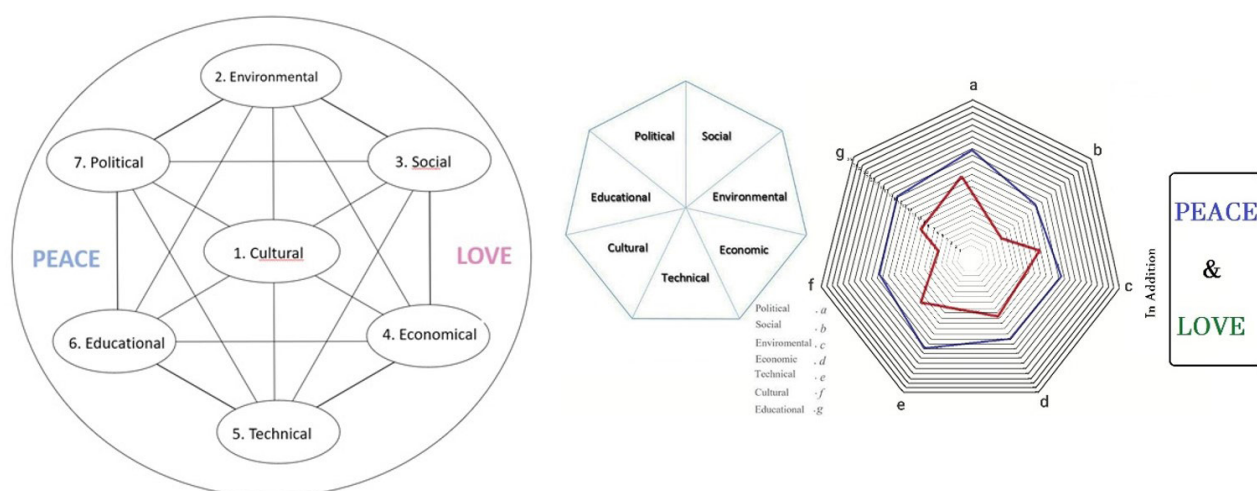 2. Environmental
7. Political
3. Social
1. Cultural
PEACE
LOVE
6. Educational
4. Economical
5. Technical
Political
Social
Educational
Environmental
Cultural
Economic
Technical
Political . a
Social . b
Enviromental . c
Economic . d
Technical . e
Cultural . f
Educational . g
a
b
c
d
e
f
g
In Addition
PEACE
&
LOVE